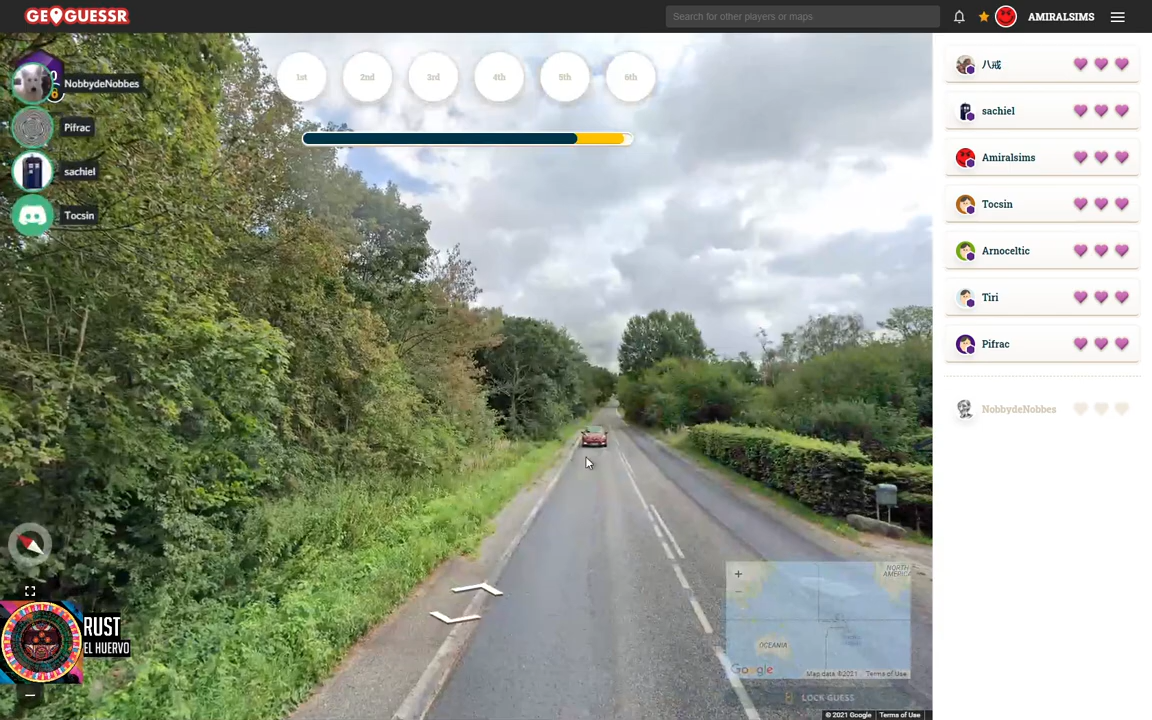 GEOGUESSR
Search for other players or maps
AMIRALSIMS
1st
2nd
3rd
4th
5th
6th
NobbydeNobbes
Pifrac
sachiel
Tocsin
八戒
sachiel
Amiralsims
Tocsin
Arnoceltic
Tiri
Pifrac
NobbydeNobbes
RUST
EL HUERVO
NORTH
AMERICA
OCEANIA
Google
Map data ©2021
Terms of Use
LOCK GUESS
© 2021 Google
Terms of Use